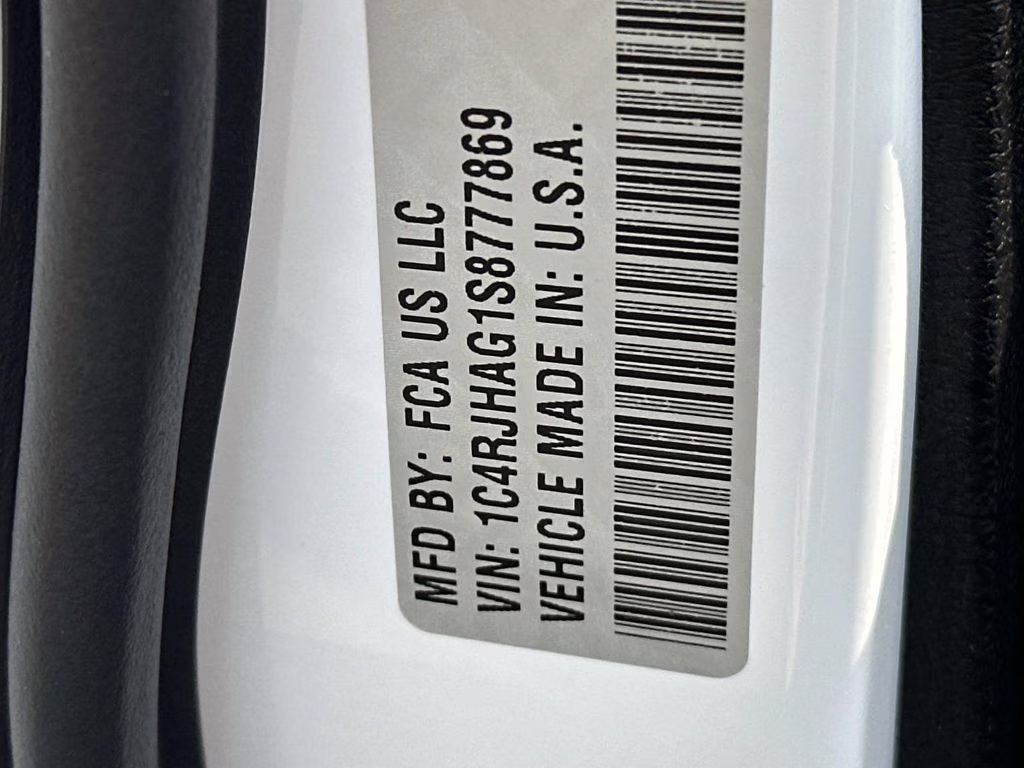 MFD BY: FCA US LLC
VIN: 1C4RJHAG1S8777869
VEHICLE MADE IN: U.S.A.